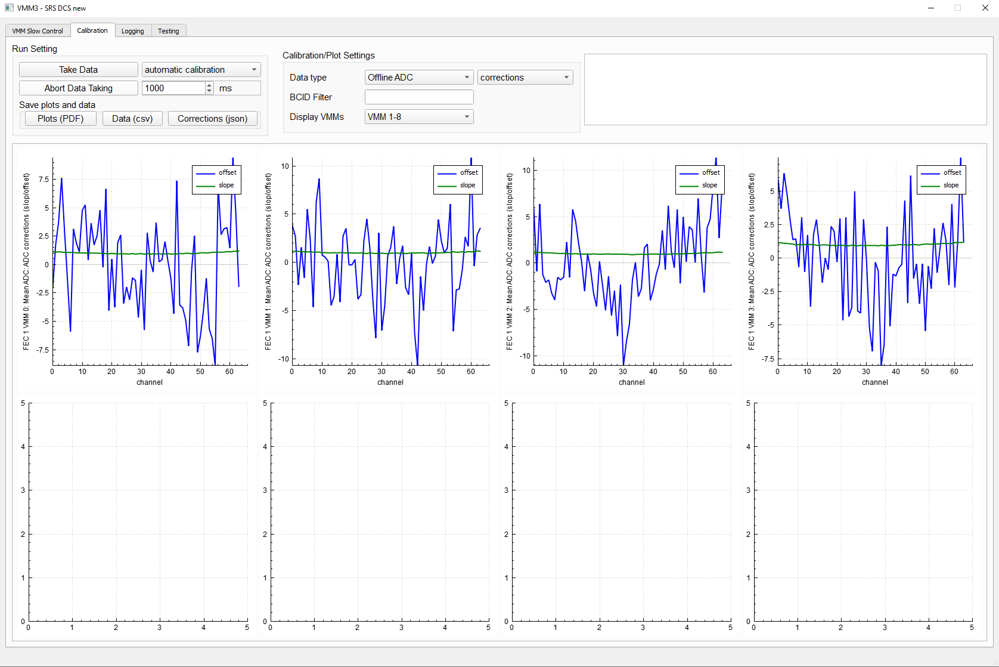 VMM3 - SRS DCS new
VMM Slow Control Calibration Logging Testing
Run Setting
Take Data automatic calibration
Abort Data Taking 1000 ms
Save plots and data
Plots (PDF) Data (csv) Corrections (json)
Calibration/Plot Settings
Data type Offline ADC corrections
BCID Filter
Display VMMs VMM 1-8
FEC 1 VMM 0: Mean ADC: ADC corrections (slop/offset)
7.5
5
2.5
0
-2.5
-5
-7.5
offset
slope
0 10 20 30 40 50 60
channel
FEC 1 VMM 1: Mean ADC: ADC corrections (slop/offset)
10
5
0
-5
-10
offset
slope
0 10 20 30 40 50 60
channel
FEC 1 VMM 2: Mean ADC: ADC corrections (slop/offset)
10
5
0
-5
-10
offset
slope
0 10 20 30 40 50 60
channel
FEC 1 VMM 3: Mean ADC: ADC corrections (slop/offset)
5
2.5
0
-2.5
-5
-7.5
offset
slope
0 10 20 30 40 50 60
channel
5
4
3
2
1
0
0 1 2 3 4 5
5
4
3
2
1
0
0 1 2 3 4 5
5
4
3
2
1
0
0 1 2 3 4 5
5
4
3
2
1
0
0 1 2 3 4 5